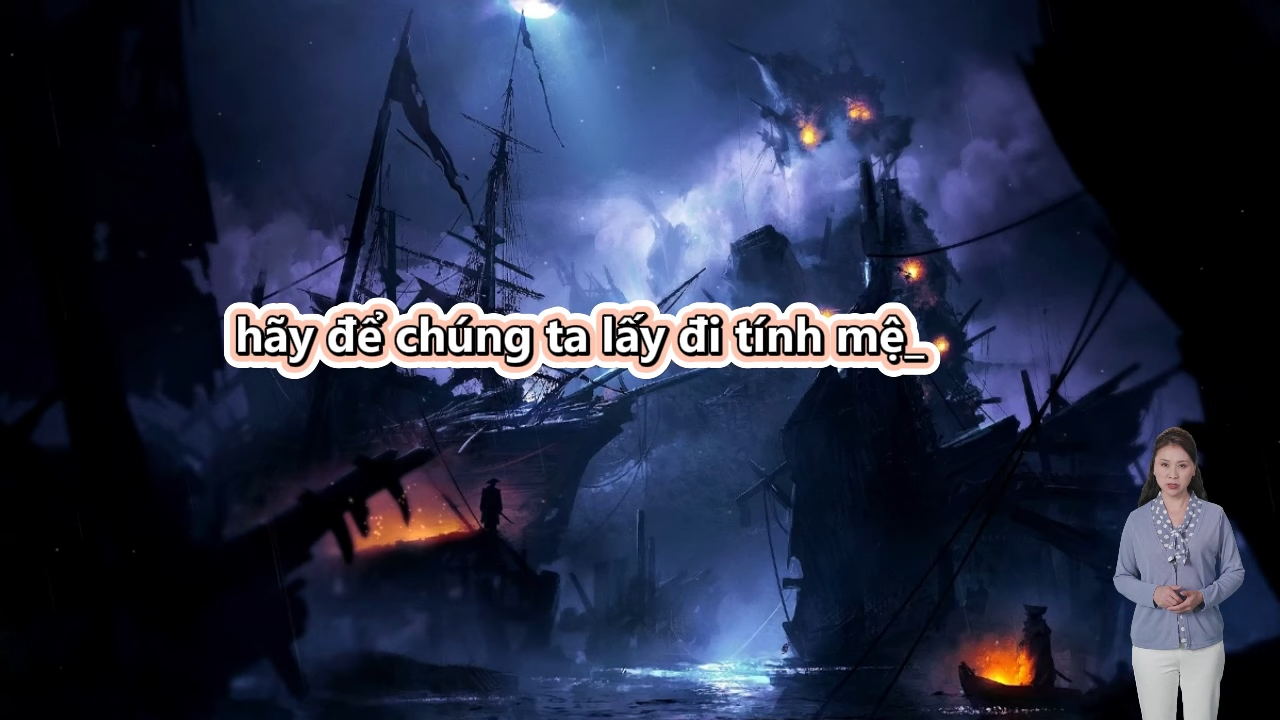 hãy để chúng ta lấy đi tính mệ_